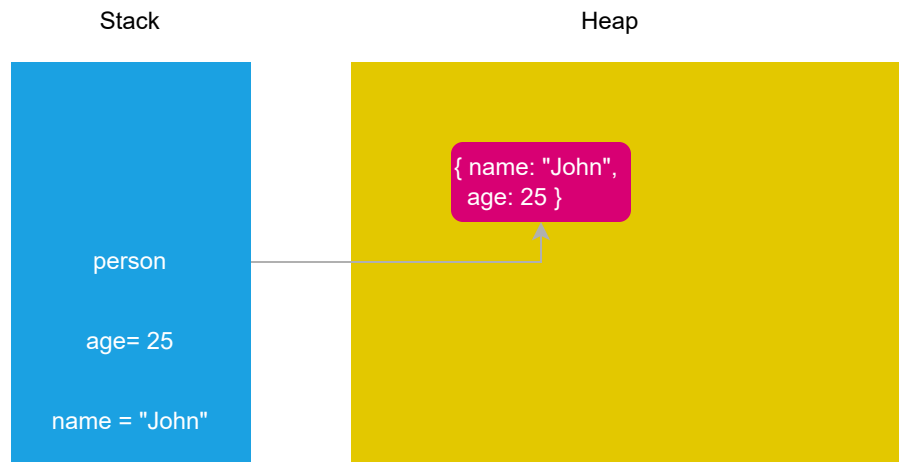 Stack
Heap
{ name: "John",
age: 25 }
person
age= 25
name = "John"